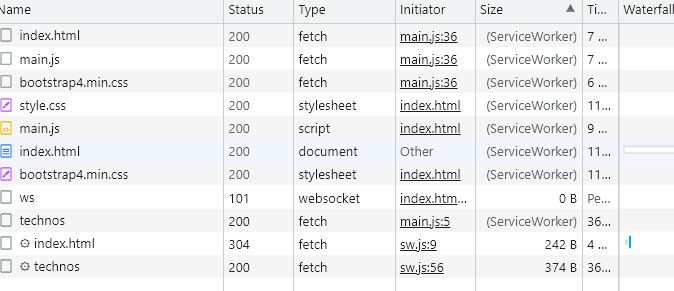 Name Status Type Initiator Size Ti... Waterfall
index.html 200 fetch main.js:36 (ServiceWorker) 7 ...
main.js 200 fetch main.js:36 (ServiceWorker) 7 ...
bootstrap4.min.css 200 fetch main.js:36 (ServiceWorker) 6 ...
style.css 200 stylesheet index.html (ServiceWorker) 11...
main.js 200 script index.html (ServiceWorker) 9 ...
index.html 200 document Other (ServiceWorker) 11...
bootstrap4.min.css 200 stylesheet index.html (ServiceWorker) 11...
ws 101 websocket index.htm... 0 B Pe...
technos 200 fetch main.js:5 (ServiceWorker) 36...
index.html 304 fetch sw.js:9 242 B 4 ...
technos 200 fetch sw.js:56 374 B 36...